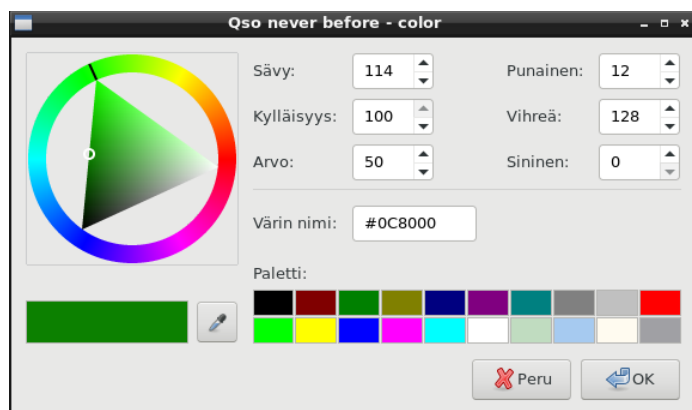 Qso never before - color
Sävy: 114 Punainen: 12
Kylläisyys: 100 Vihreä: 128
Arvo: 50 Sininen: 0
Värin nimi: #0C8000
Paletti:
Peru OK